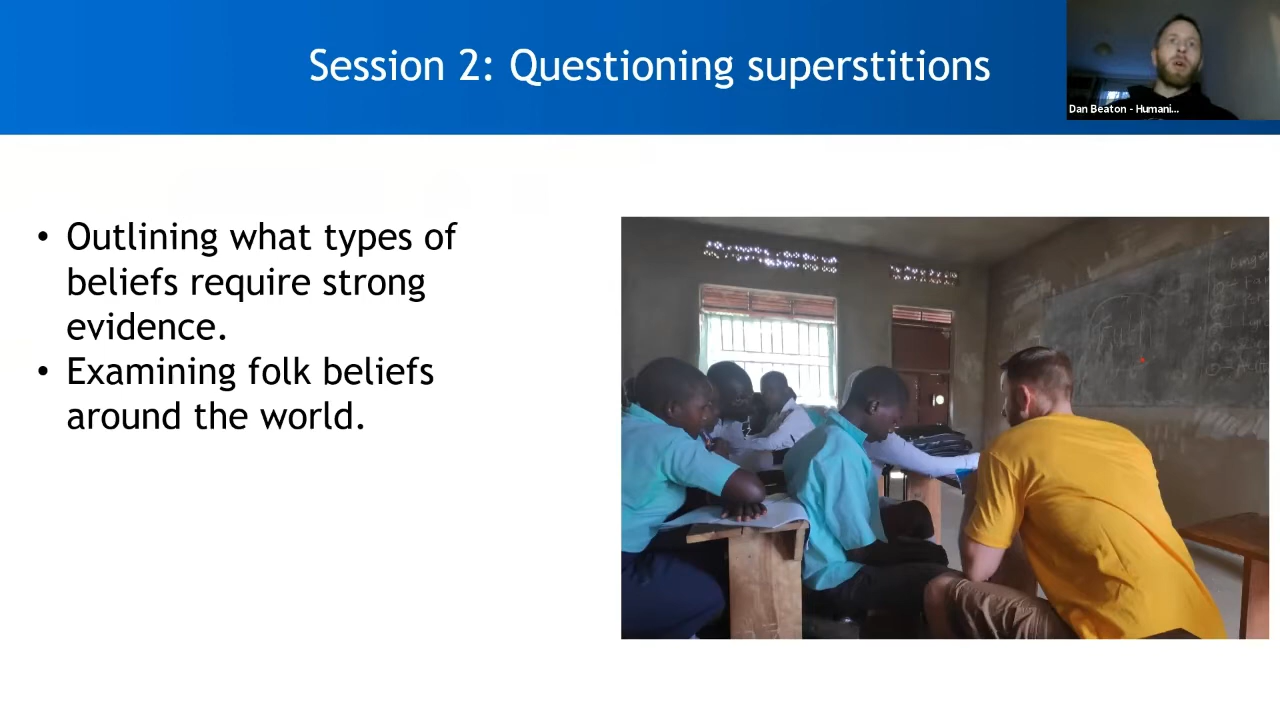 Session 2: Questioning superstitions
Dan Beaton - Humani...
• Outlining what types of
beliefs require strong
evidence.
• Examining folk beliefs
around the world.